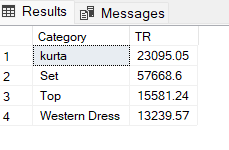 Results Messages
Category TR
1 kurta 23095.05
2 Set 57668.6
3 Top 15581.24
4 Western Dress 13239.57